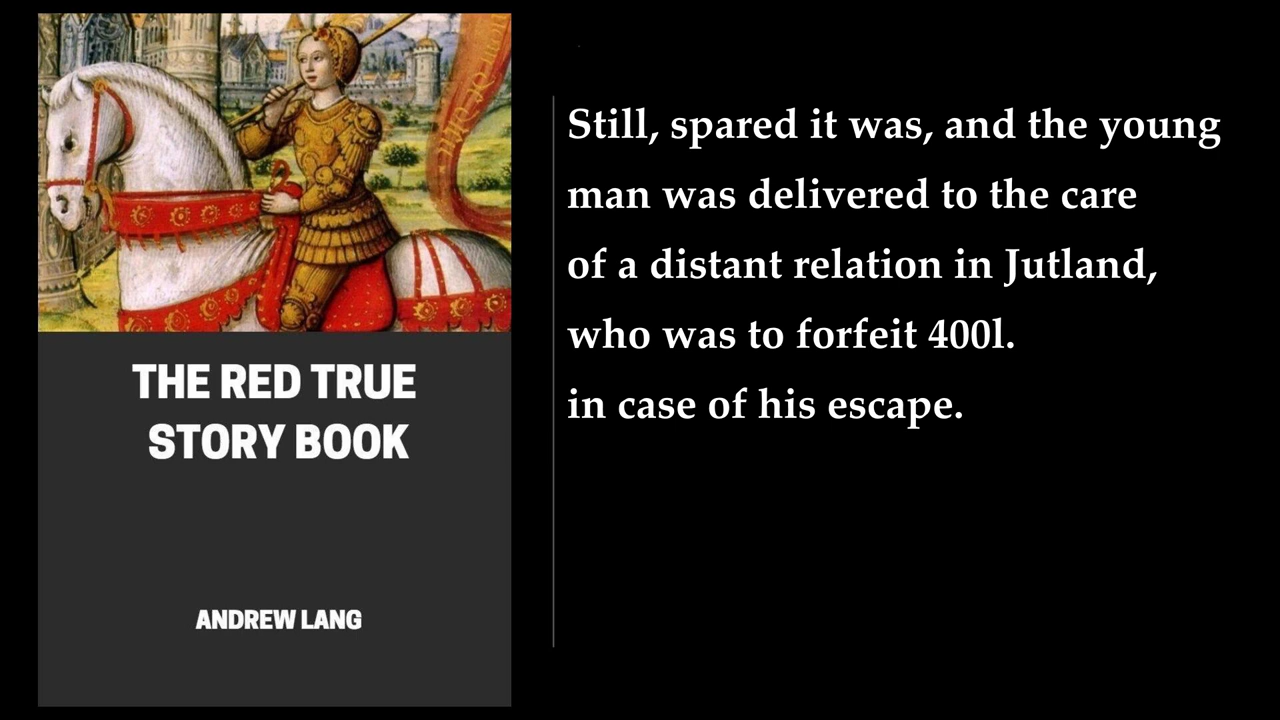 THE RED TRUE
STORY BOOK
ANDREW LANG
Still, spared it was, and the young
man was delivered to the care
of a distant relation in Jutland,
who was to forfeit 400l.
in case of his escape.